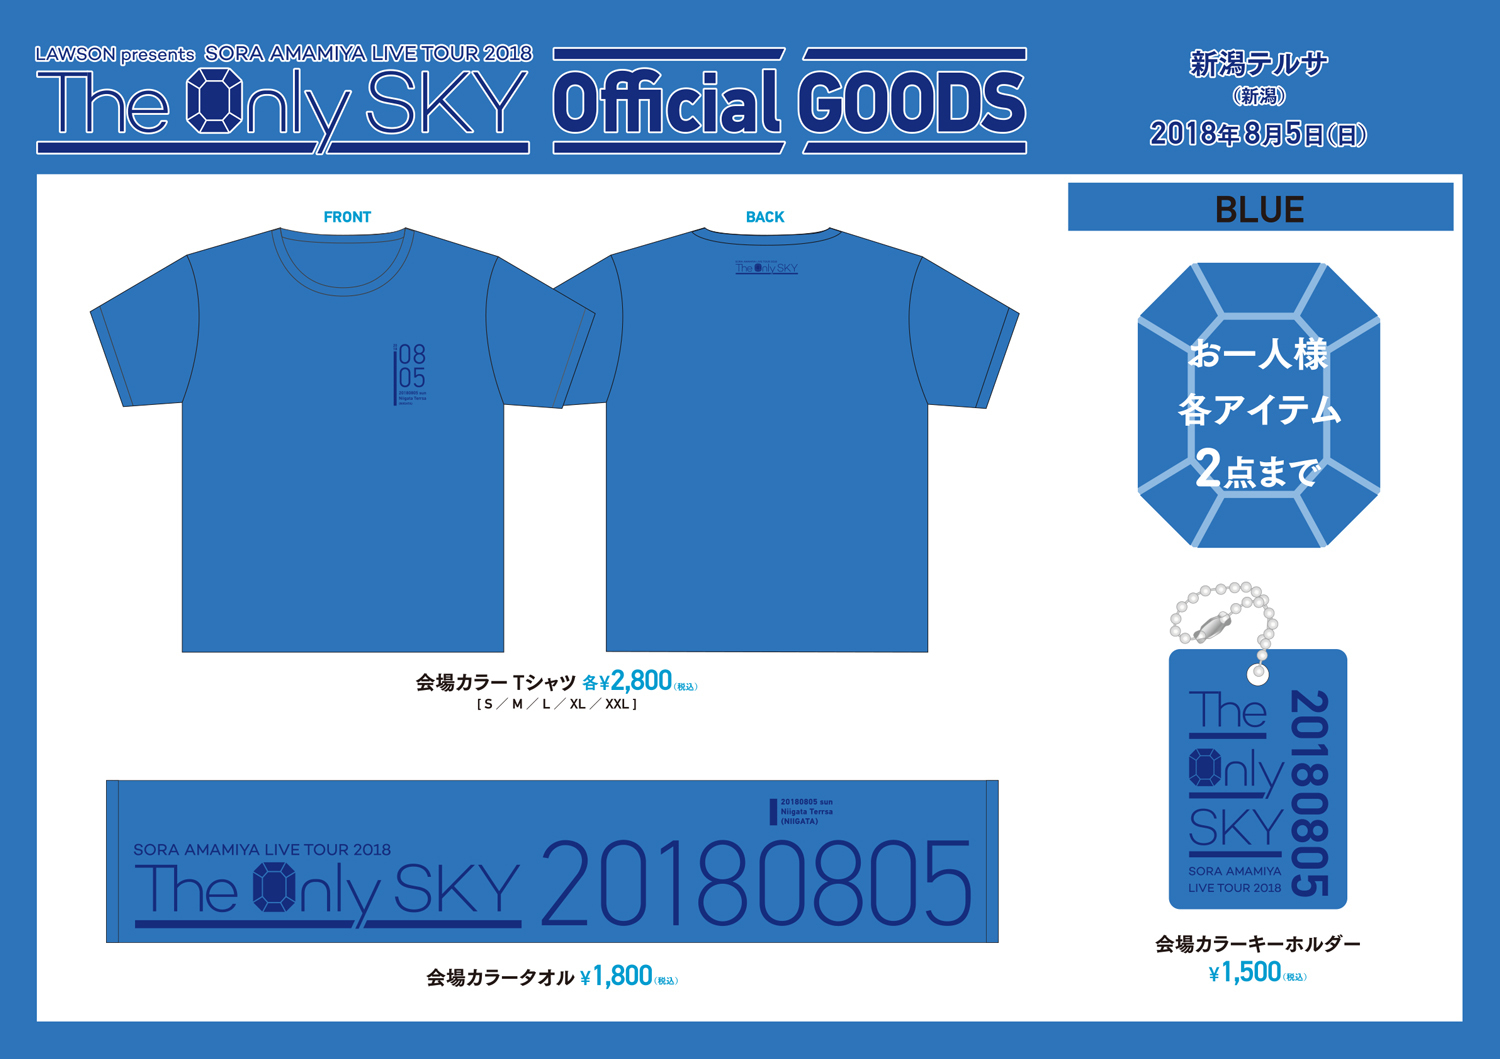 LAWSON presents SORA AMAMIYA LIVE TOUR 2018
The Only SKY
Official GOODS
新潟テルサ
(新潟)
2018年8月5日(日)
BLUE
FRONT
BACK
08
05
20180805 sun
Niigata Terrsa
The Only SKY
お一人様
各アイテム
2点まで
会場カラーTシャツ 各¥2,800(税込)
[ S ／ M ／ L ／ XL ／ XXL ]
20180805 sun
Niigata Terrsa
(NIIGATA)
SORA AMAMIYA LIVE TOUR 2018
The Only SKY
20180805
会場カラータオル ¥1,800(税込)
The
Only
SKY
SORA AMAMIYA
LIVE TOUR 2018
20180805
会場カラーキーホルダー
¥1,500(税込)